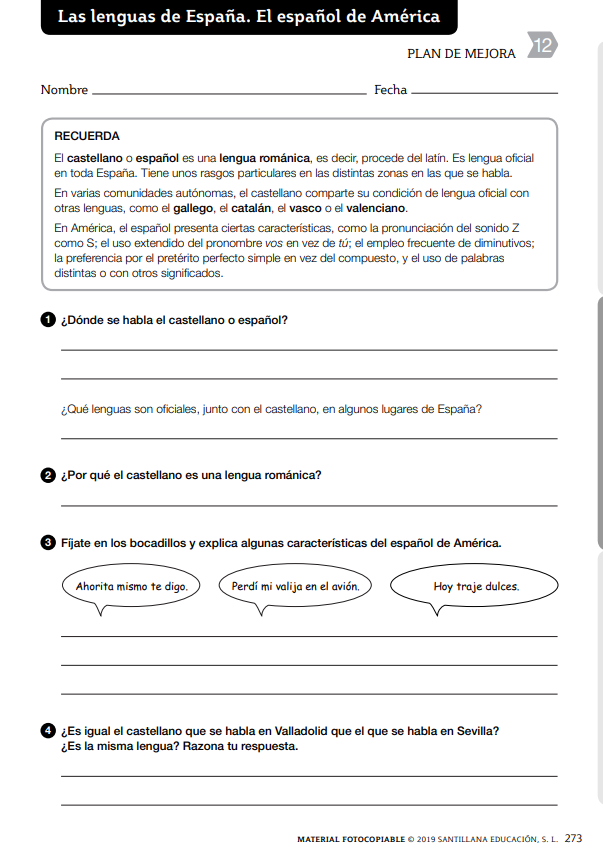 Las lenguas de España. El español de América
PLAN DE MEJORA 12
Nombre Fecha
RECUERDA
El castellano o español es una lengua románica, es decir, procede del latín. Es lengua oficial
en toda España. Tiene unos rasgos particulares en las distintas zonas en las que se habla.
En varias comunidades autónomas, el castellano comparte su condición de lengua oficial con
otras lenguas, como el gallego, el catalán, el vasco o el valenciano.
En América, el español presenta ciertas características, como la pronunciación del sonido Z
como S; el uso extendido del pronombre vos en vez de tú; el empleo frecuente de diminutivos;
la preferencia por el pretérito perfecto simple en vez del compuesto, y el uso de palabras
distintas o con otros significados.
1 ¿Dónde se habla el castellano o español?
¿Qué lenguas son oficiales, junto con el castellano, en algunos lugares de España?
2 ¿Por qué el castellano es una lengua románica?
3 Fíjate en los bocadillos y explica algunas características del español de América.
Ahorita mismo te digo.
Perdí mi valija en el avión.
Hoy traje dulces.
4 ¿Es igual el castellano que se habla en Valladolid que el que se habla en Sevilla?
¿Es la misma lengua? Razona tu respuesta.
MATERIAL FOTOCOPIABLE © 2019 SANTILLANA EDUCACIÓN, S. L. 273